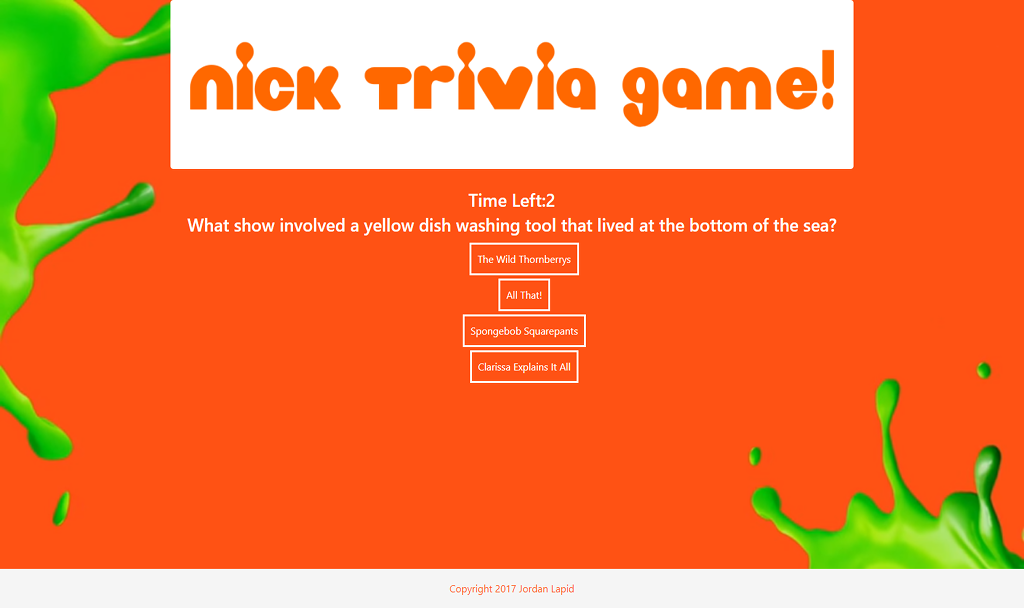 nick trivia game!
Time Left:2
What show involved a yellow dish washing tool that lived at the bottom of the sea?
The Wild Thornberrys
All That!
Spongebob Squarepants
Clarissa Explains It All
Copyright 2017 Jordan Lapid